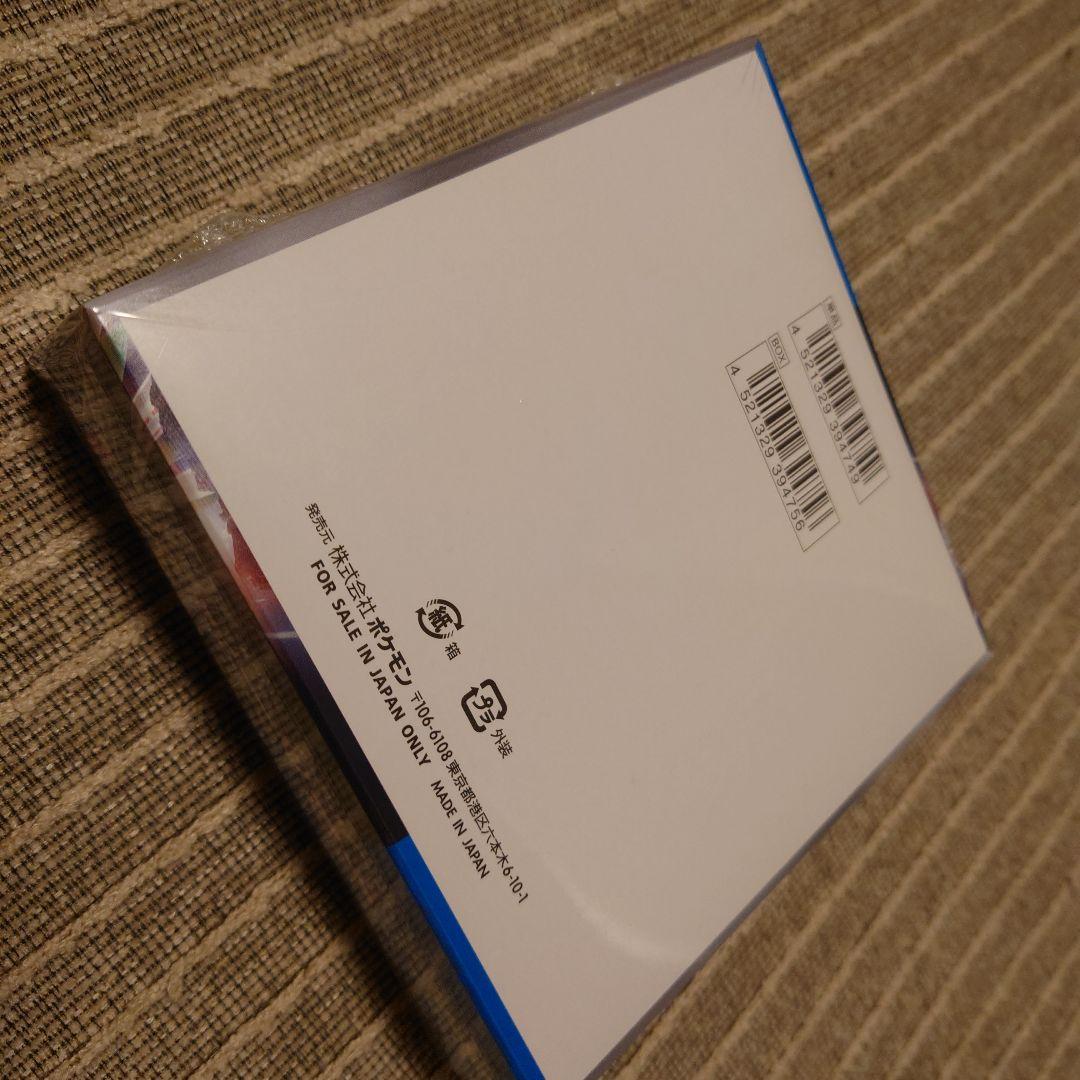 単品
4 521329 394749
BOX
4 521329 394756
紙 箱
プラ 外装
発売元 株式会社ポケモン 〒106-6108 東京都港区六本木6-10-1
FOR SALE IN JAPAN ONLY MADE IN JAPAN